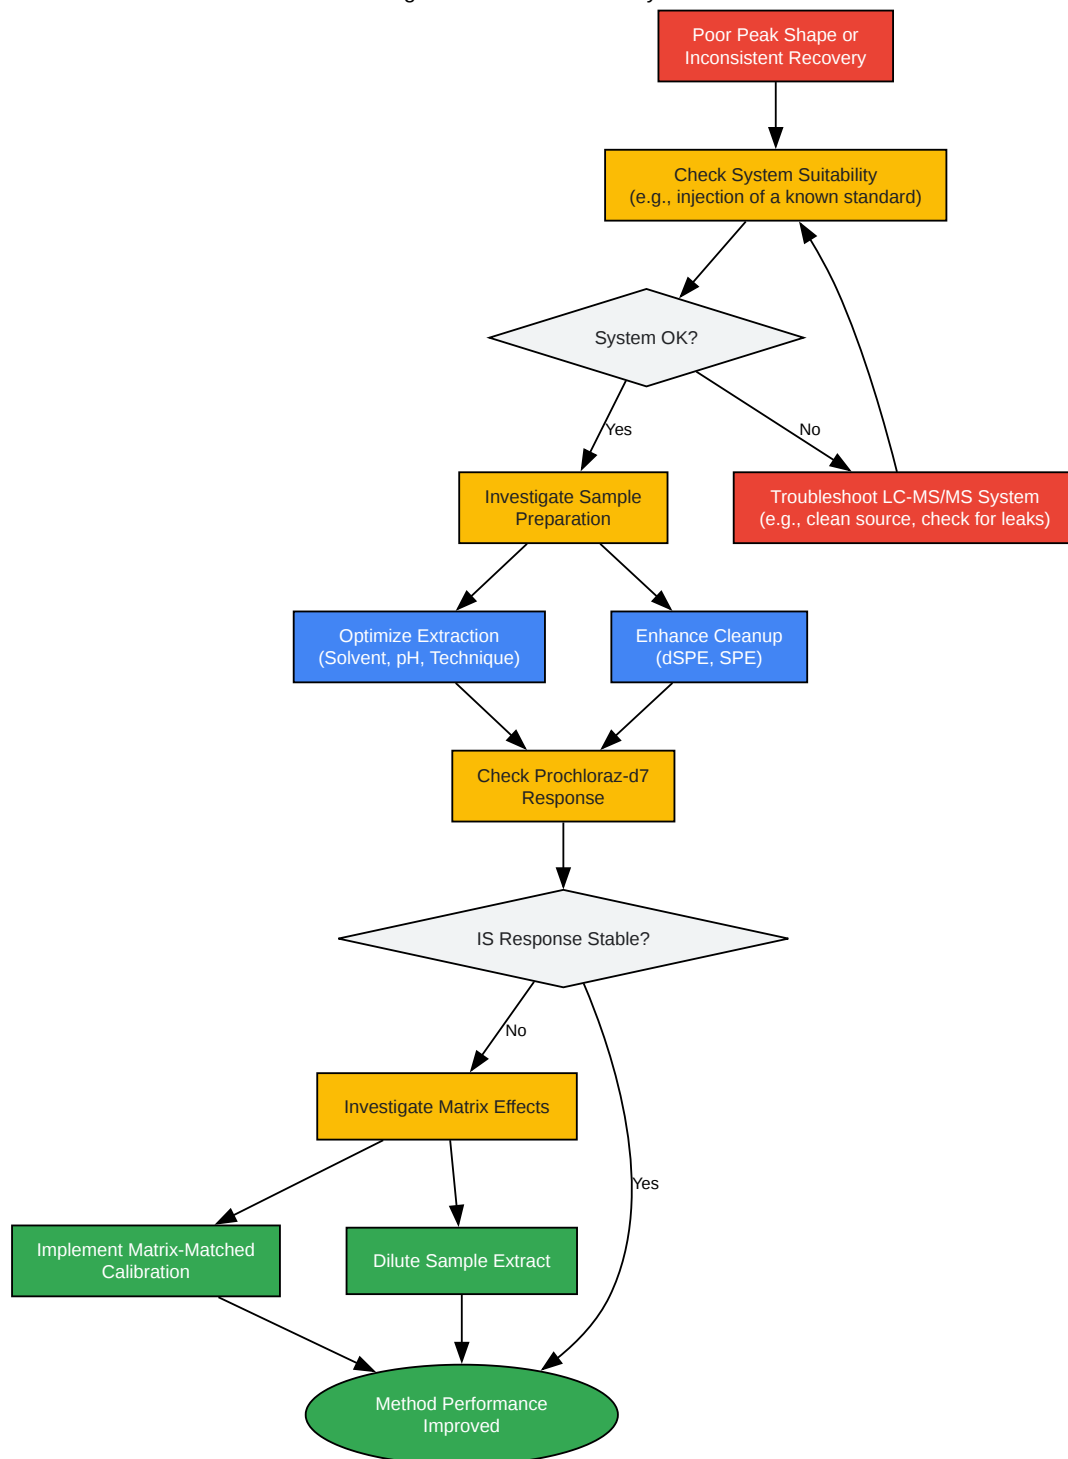 Poor Peak Shape or
Inconsistent Recovery
Check System Suitability
(e.g., injection of a known standard)
System OK?
Yes
No
Investigate Sample
Preparation
Troubleshoot LC-MS/MS System
(e.g., clean source, check for leaks)
Optimize Extraction
(Solvent, pH, Technique)
Enhance Cleanup
(dSPE, SPE)
Check Prochloraz-d7
Response
IS Response Stable?
No
Investigate Matrix Effects
Yes
Implement Matrix-Matched
Calibration
Dilute Sample Extract
Method Performance
Improved